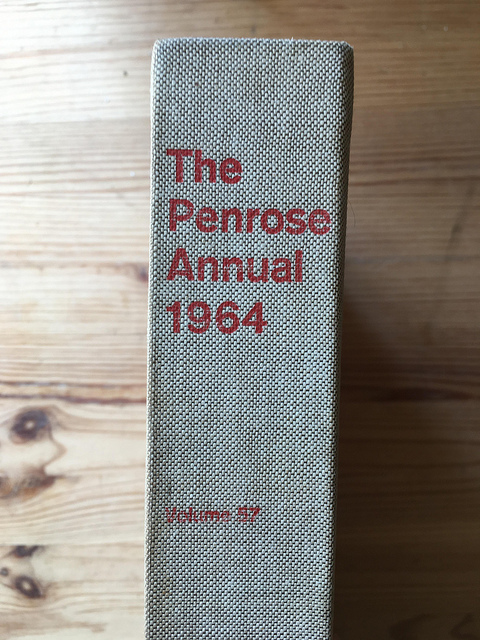 The
Penrose
Annual
1964
Volume 57